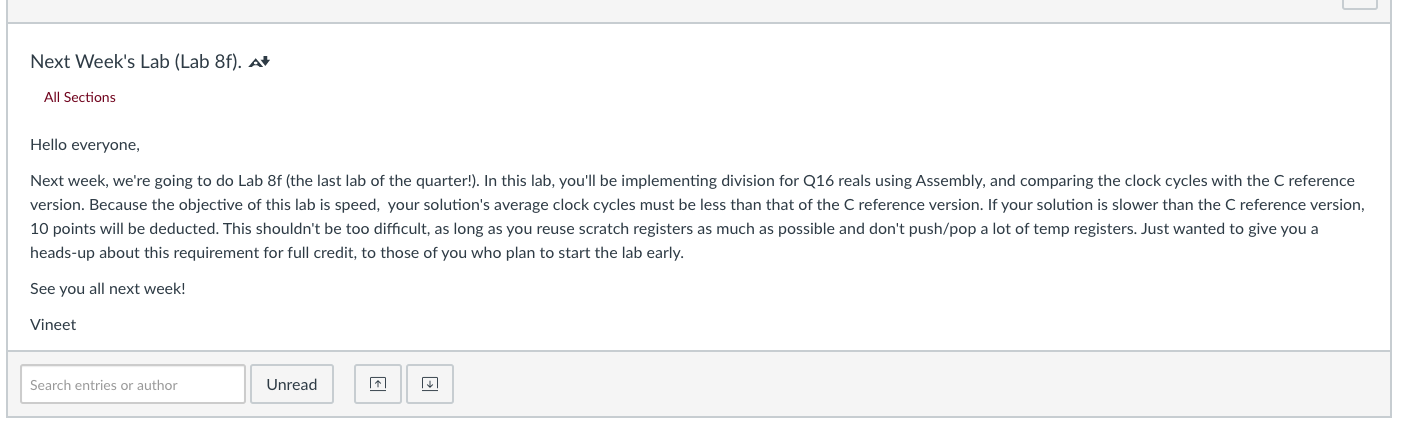 Next Week's Lab (Lab 8f).
All Sections
Hello everyone,
Next week, we're going to do Lab 8f (the last lab of the quarter!). In this lab, you'll be implementing division for Q16 reals using Assembly, and comparing the clock cycles with the C reference
version. Because the objective of this lab is speed,  your solution's average clock cycles must be less than that of the C reference version. If your solution is slower than the C reference version,
10 points will be deducted. This shouldn't be too difficult, as long as you reuse scratch registers as much as possible and don't push/pop a lot of temp registers. Just wanted to give you a
heads-up about this requirement for full credit, to those of you who plan to start the lab early.
See you all next week!
Vineet
Search entries or author Unread